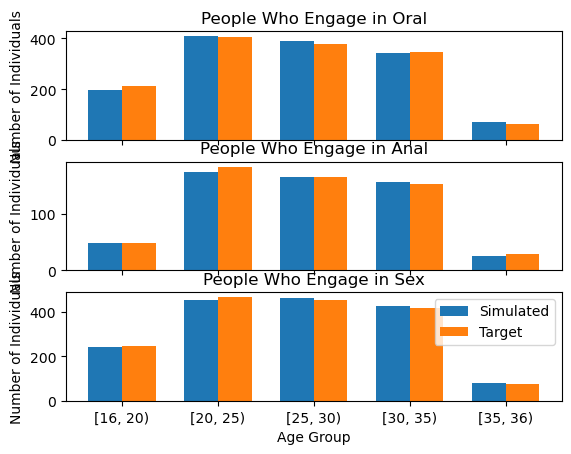 People Who Engage in Oral
Number of Individuals
400
200
0
People Who Engage in Anal
Number of Individuals
100
0
People Who Engage in Sex
Number of Individuals
400
200
0
Simulated
Target
[16, 20) [20, 25) [25, 30) [30, 35) [35, 36)
Age Group